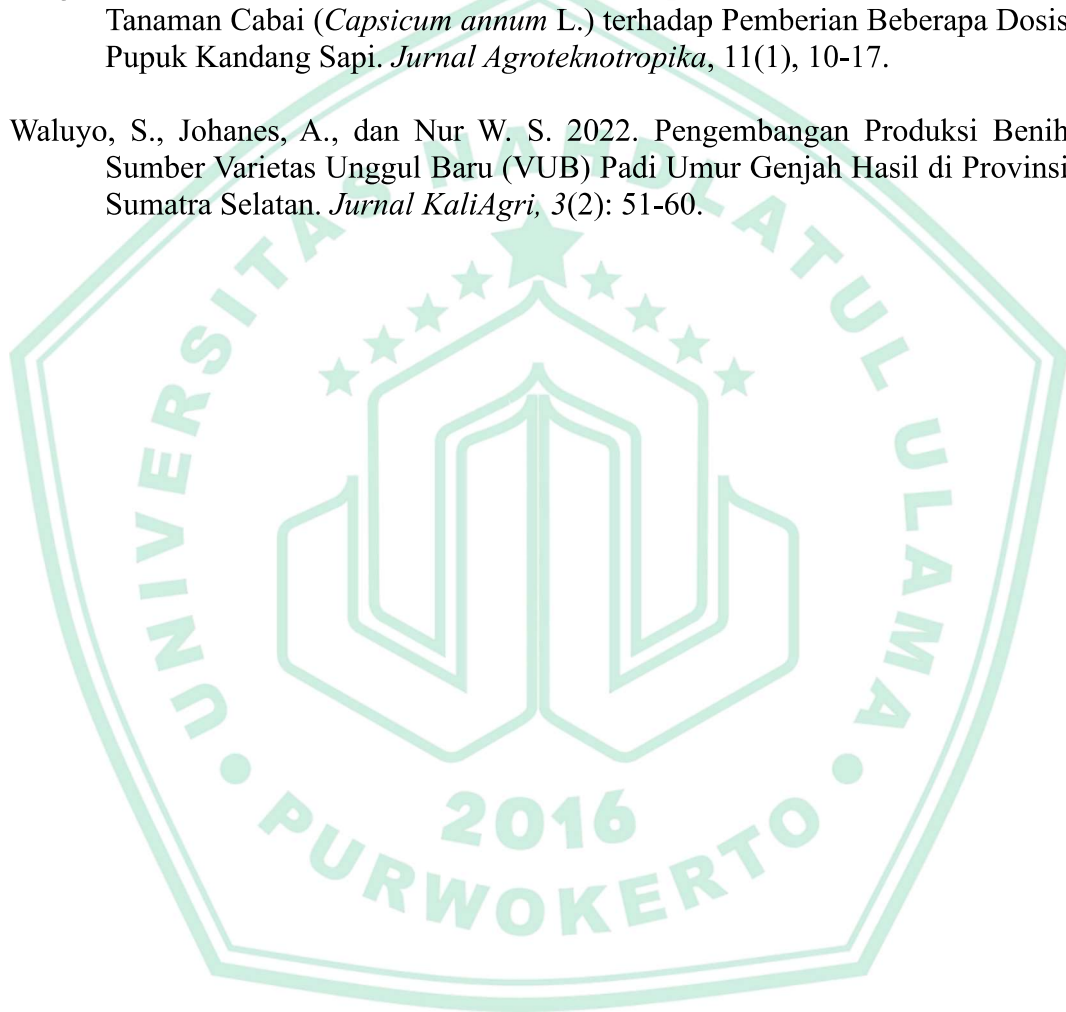 Tanaman Cabai (Capsicum annum L.) terhadap Pemberian Beberapa Dosis
Pupuk Kandang Sapi. Jurnal Agroteknotropika, 11(1), 10-17.
Waluyo, S., Johanes, A., dan Nur W. S. 2022. Pengembangan Produksi Benih
Sumber Varietas Unggul Baru (VUB) Padi Umur Genjah Hasil di Provinsi
Sumatra Selatan. Jurnal KaliAgri, 3(2): 51-60.
UNIVERSITAS NAHDLATUL ULAMA
2016
PURWOKERTO